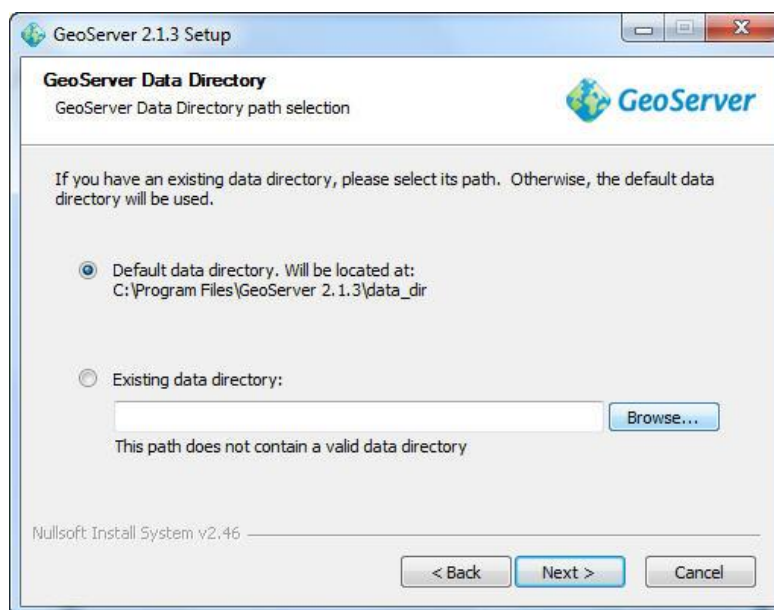 GeoServer 2.1.3 Setup
GeoServer Data Directory
GeoServer Data Directory path selection
GeoServer
If you have an existing data directory, please select its path. Otherwise, the default data
directory will be used.
Default data directory. Will be located at:
C:\Program Files\GeoServer 2.1.3\data_dir
Existing data directory:
Browse...
This path does not contain a valid data directory
Nullsoft Install System v2.46
< Back
Next >
Cancel